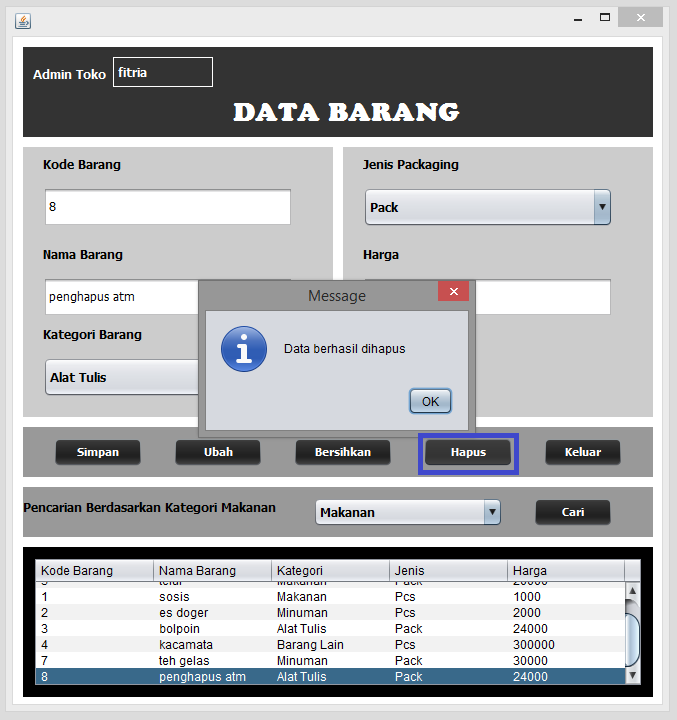 Admin Toko fitria
DATA BARANG
Kode Barang
8
Nama Barang
penghapus atm
Kategori Barang
Alat Tulis
Jenis Packaging
Pack
Harga
Message
Data berhasil dihapus
OK
Simpan Ubah Bersihkan Hapus Keluar
Pencarian Berdasarkan Kategori Makanan Makanan Cari
Kode Barang Nama Barang Kategori Jenis Harga
telur Makanan Pack 20000
1 sosis Makanan Pcs 1000
2 es doger Minuman Pcs 2000
3 bolpoin Alat Tulis Pack 24000
4 kacamata Barang Lain Pcs 300000
7 teh gelas Minuman Pack 30000
8 penghapus atm Alat Tulis Pack 24000